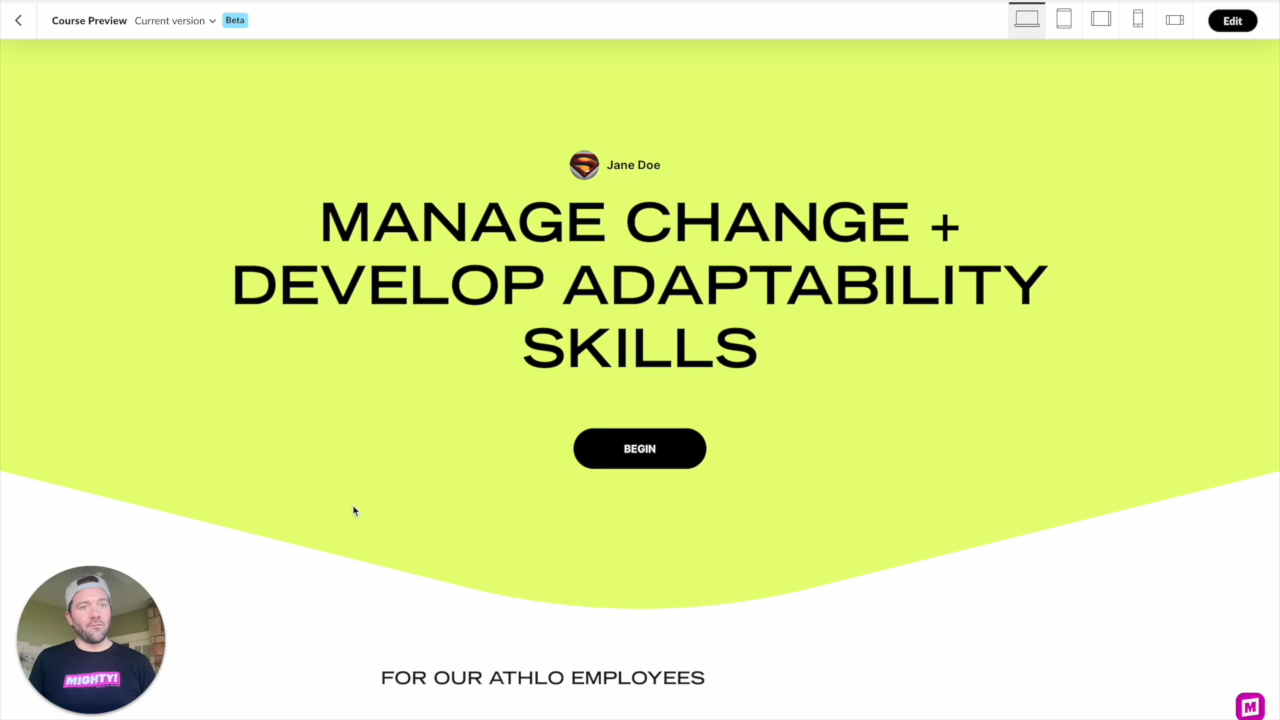 Course Preview Current version Beta
Edit
Jane Doe
MANAGE CHANGE +
DEVELOP ADAPTABILITY
SKILLS
BEGIN
MIGHTY!
FOR OUR ATHLO EMPLOYEES
M